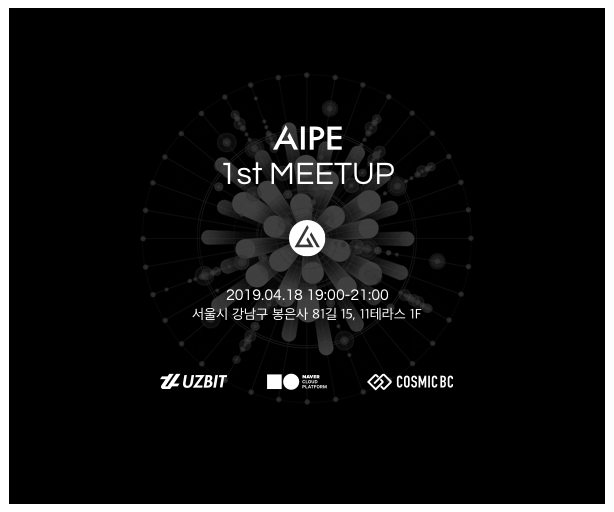 AIPE
1st MEETUP
2019.04.18 19:00-21:00
서울시 강남구 봉은사 81길 15, 11테라스 1F
UZBIT
NAVER
CLOUD
PLATFORM
COSMIC BC